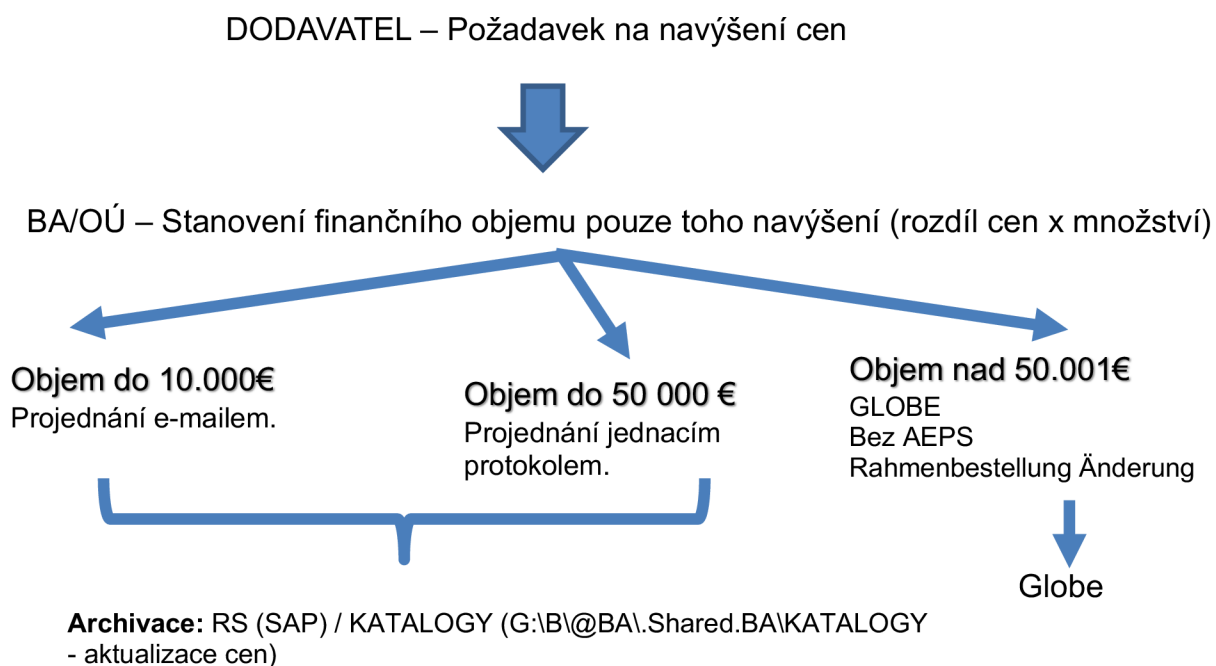 DODAVATEL – Požadavek na navýšení cen
BA/OÚ – Stanovení finančního objemu pouze toho navýšení (rozdíl cen x množství)
Objem do 10.000€
Projednání e-mailem.
Objem do 50 000 €
Projednání jednacím
protokolem.
Objem nad 50.001€
GLOBE
Bez AEPS
Rahmenbestellung Änderung
Globe
Archivace: RS (SAP) / KATALOGY (G:\B\@BA\.Shared.BA\KATALOGY
- aktualizace cen)